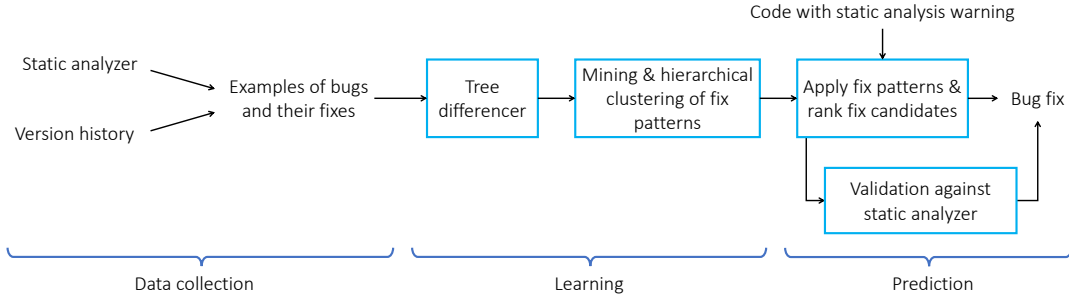 Code with static analysis warning
Static analyzer
Version history
Examples of bugs
and their fixes
Tree
differencer
Mining & hierarchical
clustering of fix
patterns
Apply fix patterns &
rank fix candidates
Bug fix
Validation against
static analyzer
Data collection
Learning
Prediction